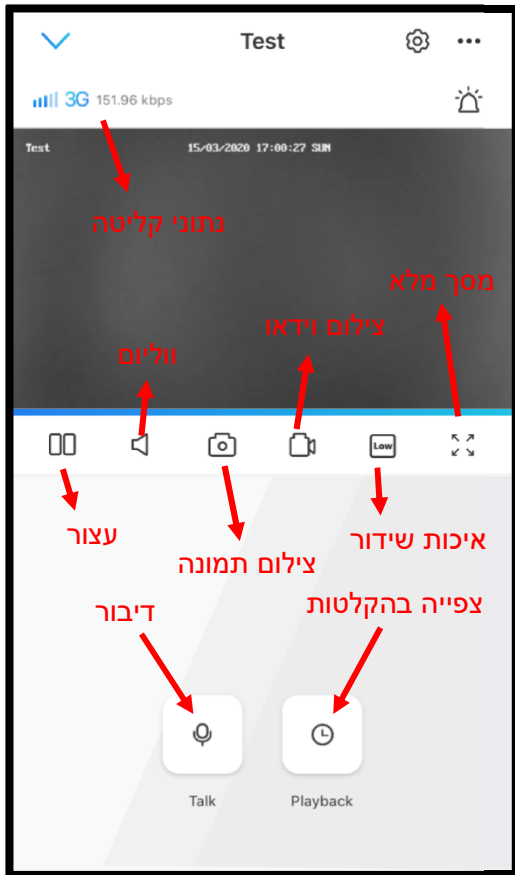 Test
3G 151.96 kbps
Test 15/03/2020 17:00:27 SUN
נתוני קליטה
מסך מלא
צילום וידאו
ווליום
Low
עצור
איכות שידור
צילום תמונה
צפייה בהקלטות
דיבור
Talk Playback